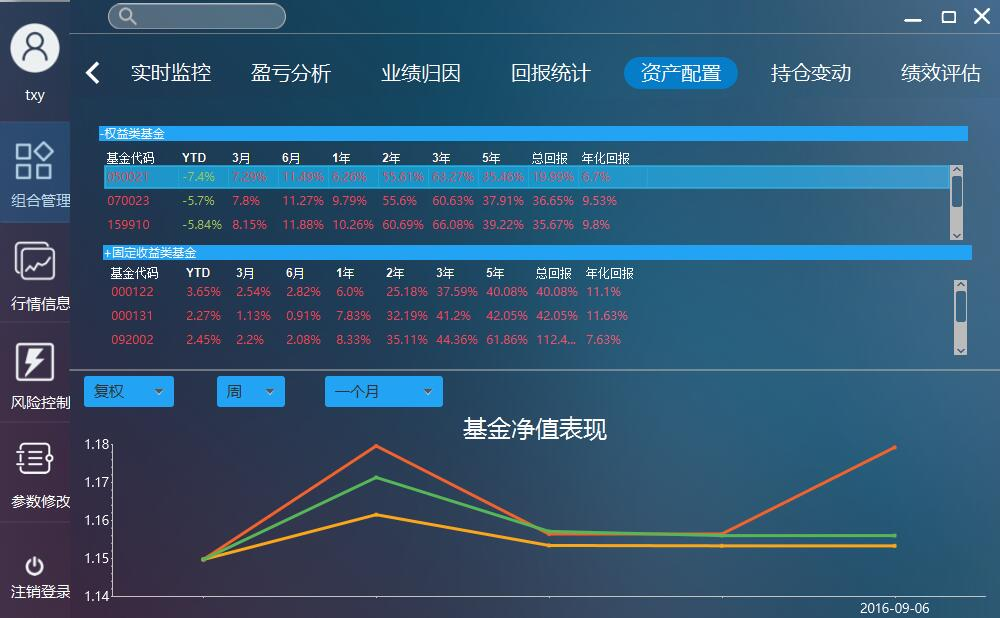 txy
组合管理
行情信息
风险控制
参数修改
注销登录
实时监控 盈亏分析 业绩归因 回报统计 资产配置 持仓变动 绩效评估
-权益类基金
基金代码 YTD 3月 6月 1年 2年 3年 5年 总回报 年化回报
050021 -7.4% 7.29% 11.49% 6.26% 55.61% 63.27% 35.46% 19.99% 6.7%
070023 -5.7% 7.8% 11.27% 9.79% 55.6% 60.63% 37.91% 36.65% 9.53%
159910 -5.84% 8.15% 11.88% 10.26% 60.69% 66.08% 39.22% 35.67% 9.8%
+固定收益类基金
基金代码 YTD 3月 6月 1年 2年 3年 5年 总回报 年化回报
000122 3.65% 2.54% 2.82% 6.0% 25.18% 37.59% 40.08% 40.08% 11.1%
000131 2.27% 1.13% 0.91% 7.83% 32.19% 41.2% 42.05% 42.05% 11.63%
092002 2.45% 2.2% 2.08% 8.33% 35.11% 44.36% 61.86% 112.4... 7.63%
复权 周 一个月
基金净值表现
1.18
1.17
1.16
1.15
1.14
2016-09-06